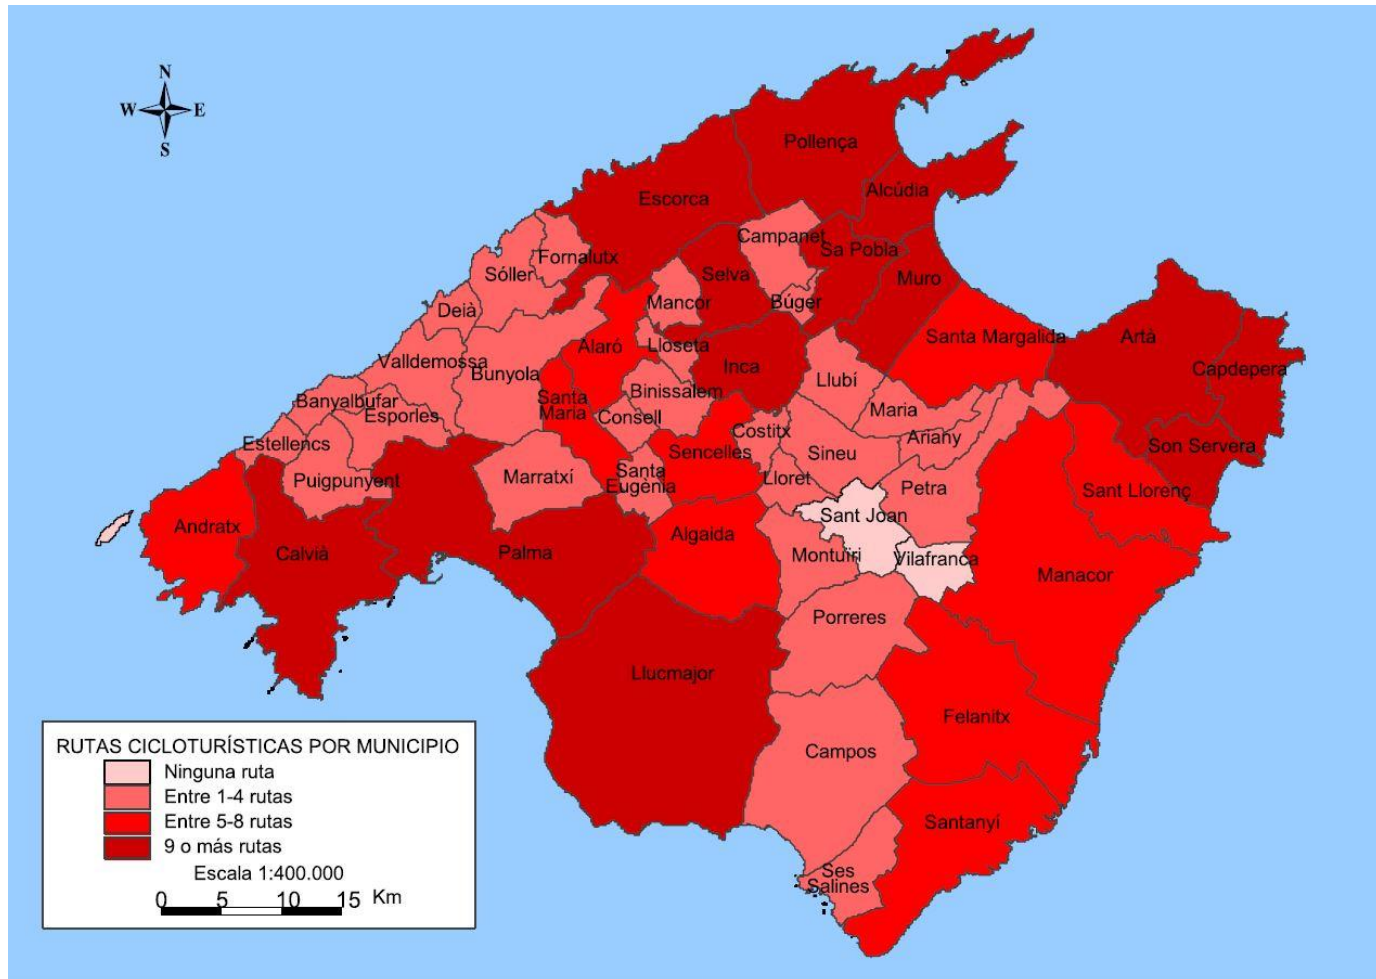 N
W E
S
Pollença
Alcúdia
Escorca
Campanet
Sa Pobla
Fornalutx
Sóller
Selva
Muro
Mancor
Búger
Deià
Santa Margalida
Artà
Alaró
Lloseta
Valldemossa
Bunyola
Inca
Capdepera
Llubí
Binissalem
Banyalbufar
Santa
Maria
Maria
Esporles
Consell
Costitx
Ariany
Estellencs
Sencelles
Sineu
Son Servera
Puigpunyent
Marratxí
Santa
Eugènia
Lloret
Petra
Sant Llorenç
Andratx
Sant Joan
Calvià
Palma
Algaida
Montuïri
Vilafranca
Manacor
Porreres
Llucmajor
Felanitx
Campos
Santanyí
Ses
Salines
RUTAS CICLOTURÍSTICAS POR MUNICIPIO
Ninguna ruta
Entre 1-4 rutas
Entre 5-8 rutas
9 o más rutas
Escala 1:400.000
0 5 10 15 Km